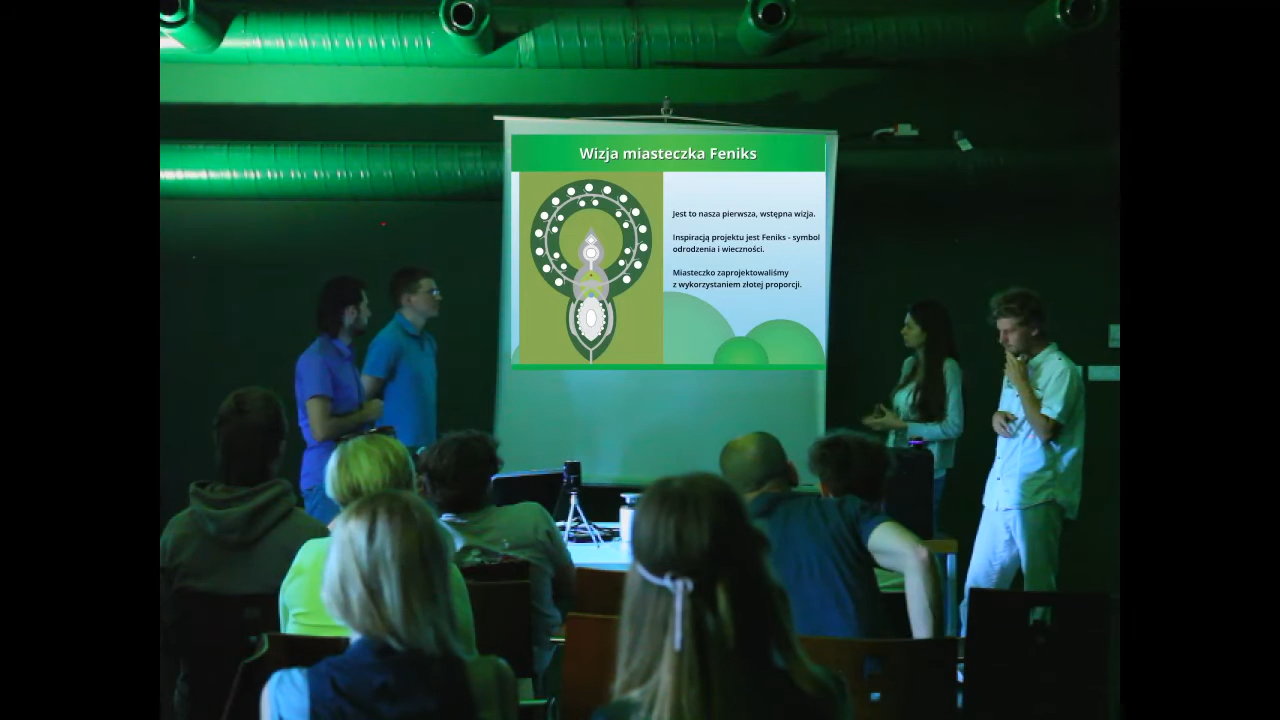 Wizja miasteczka Feniks
Jest to nasza pierwsza, wstępna wizja.
Inspiracją projektu jest Feniks - symbol
odrodzenia i wieczności.
Miasteczko zaprojektowaliśmy
z wykorzystaniem złotej proporcji.